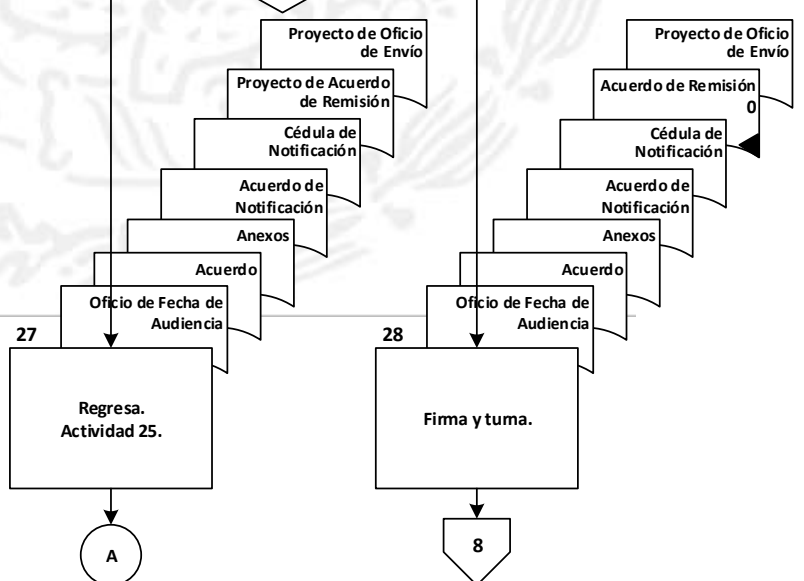 Proyecto de Oficio
de Envío
Proyecto de Acuerdo
de Remisión
Cédula de
Notificación
Acuerdo de
Notificación
Anexos
Acuerdo
Oficio de Fecha de
Audiencia
27
Regresa.
Actividad 25.
A
Proyecto de Oficio
de Envío
Acuerdo de Remisión
0
Cédula de
Notificación
Acuerdo de
Notificación
Anexos
Acuerdo
Oficio de Fecha de
Audiencia
28
Firma y turna.
8